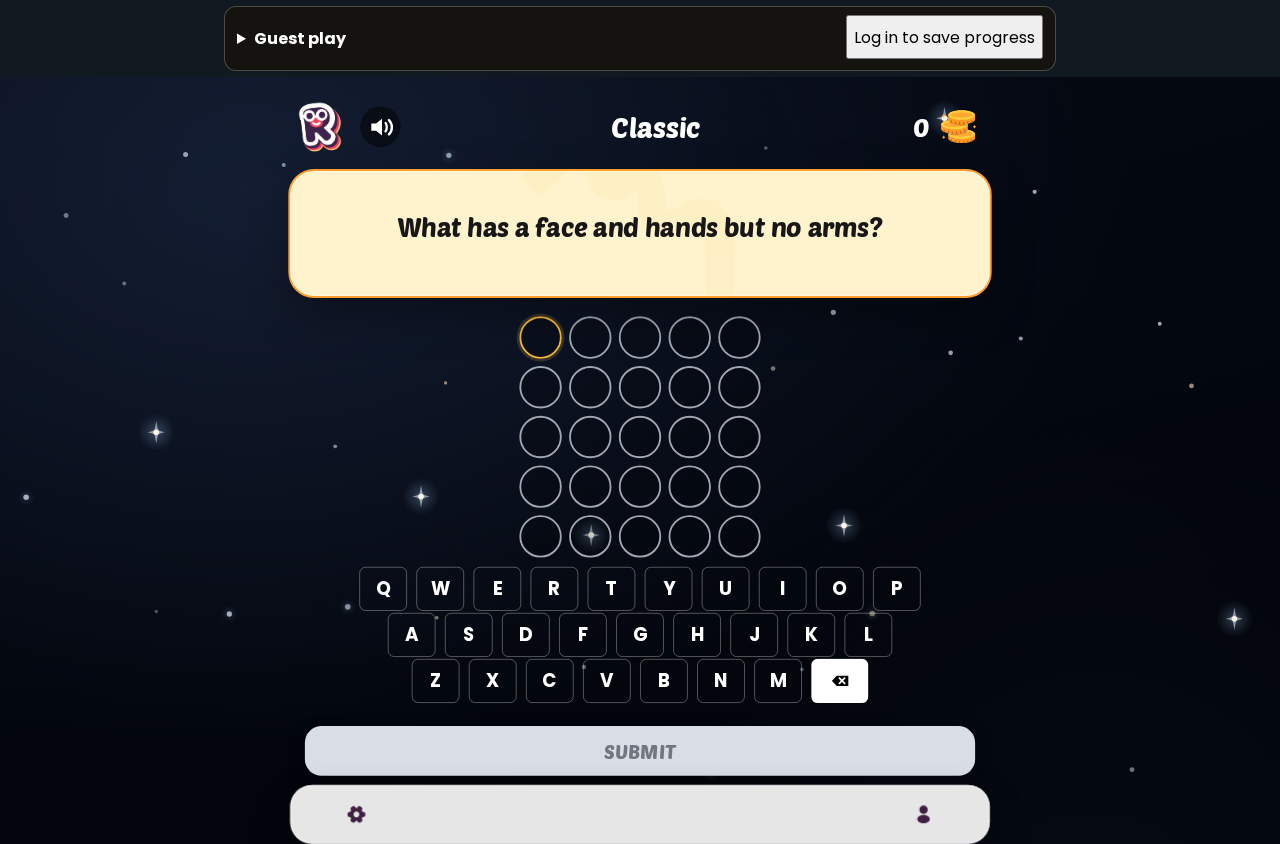 Guest play
Log in to save progress
Classic
0
What has a face and hands but no arms?
Q W E R T Y U I O P
A S D F G H J K L
Z X C V B N M
SUBMIT